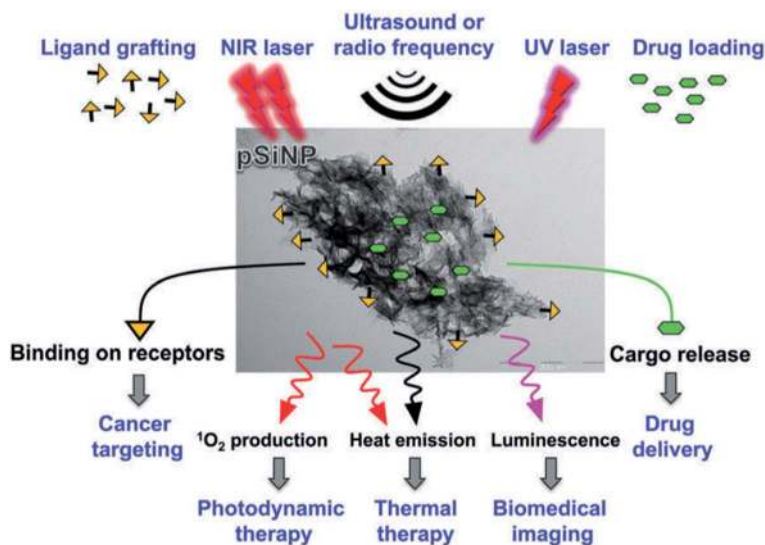 Ligand grafting
NIR laser
Ultrasound or
radio frequency
UV laser
Drug loading
pSiNP
Binding on receptors
Cargo release
Cancer
targeting
Drug
delivery
¹O₂ production
Heat emission
Luminescence
Photodynamic
therapy
Thermal
therapy
Biomedical
imaging